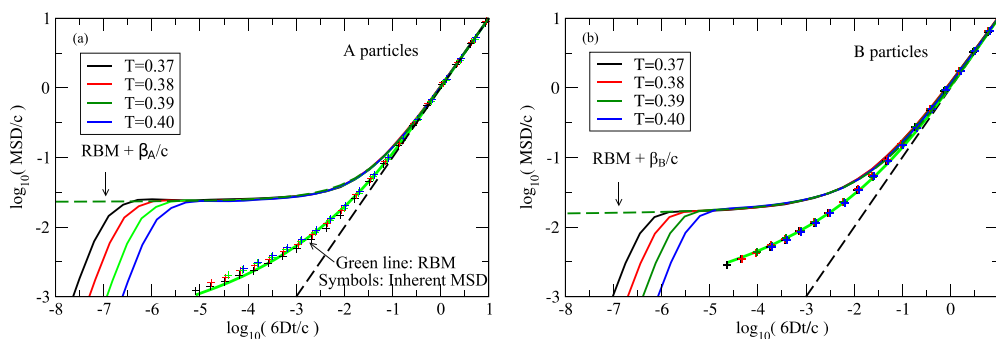 (a)
A particles
T=0.37
T=0.38
T=0.39
T=0.40
RBM + βA/c
Green line: RBM
Symbols: Inherent MSD
log10(MSD/c)
1
0
-1
-2
-3
-8 -7 -6 -5 -4 -3 -2 -1 0 1
log10( 6Dt/c )
(b)
B particles
T=0.37
T=0.38
T=0.39
T=0.40
RBM + βB/c
log10(MSD/c)
1
0
-1
-2
-3
-8 -7 -6 -5 -4 -3 -2 -1 0
log10( 6Dt/c )